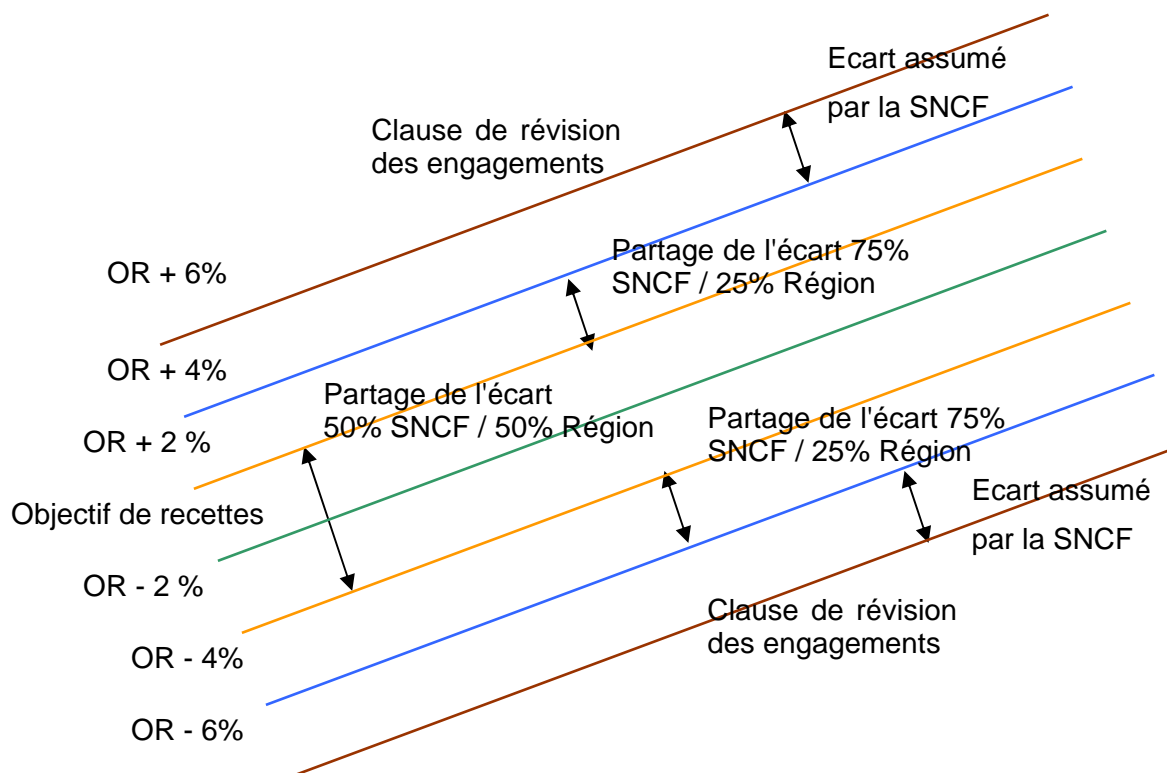 Ecart assumé
par la SNCF
Clause de révision
des engagements
Partage de l'écart 75%
SNCF / 25% Région
OR + 6%
OR + 4%
Partage de l'écart
50% SNCF / 50% Région
Partage de l'écart 75%
SNCF / 25% Région
OR + 2 %
Ecart assumé
par la SNCF
Objectif de recettes
OR - 2 %
Clause de révision
des engagements
OR - 4%
OR - 6%